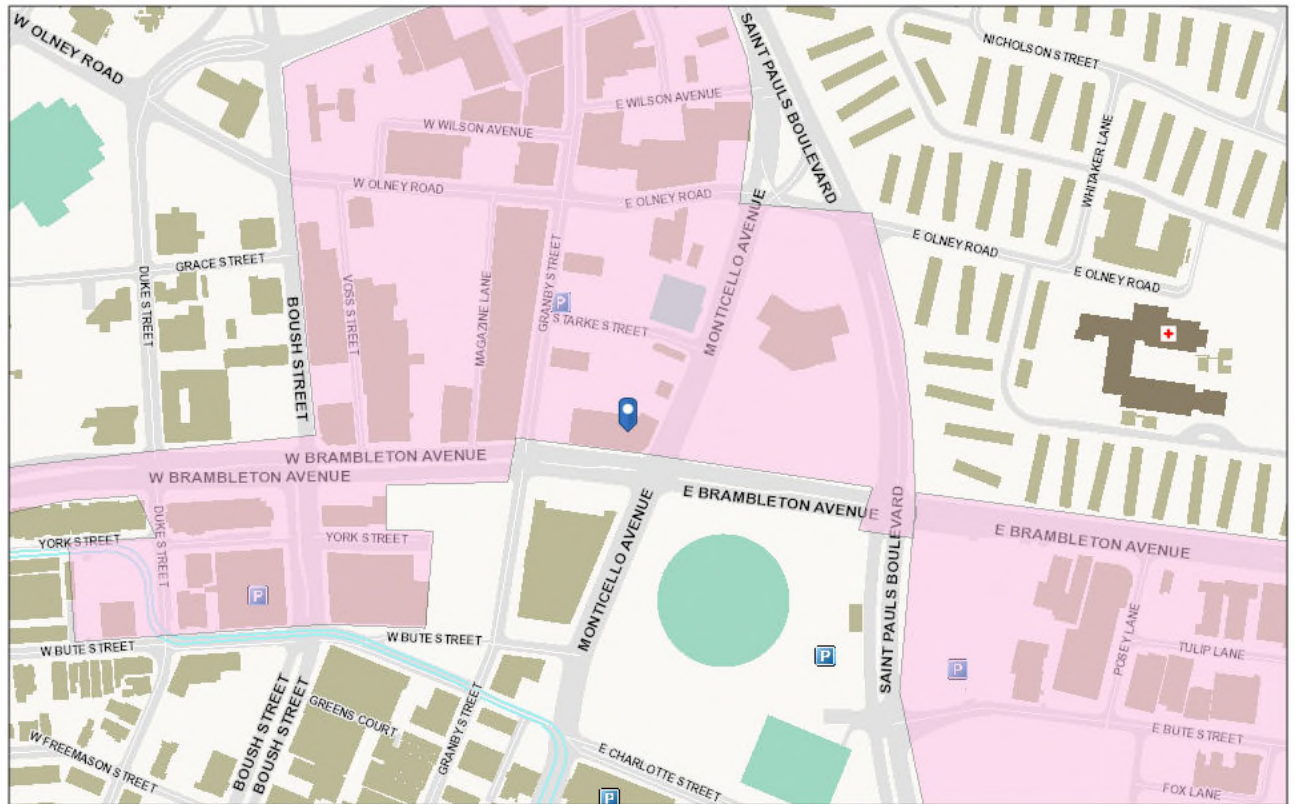 W OLNEY ROAD
SAINT PAULS BOULEVARD
NICHOLSON STREET
E WILSON AVENUE
W WILSON AVENUE
WHITAKER LANE
W OLNEY ROAD
E OLNEY ROAD
E OLNEY ROAD
E OLNEY ROAD
GRACE STREET
DUKE STREET
BOUSH STREET
VOSS STREET
MAGAZINE LANE
GRANBY STREET
P
STARKE STREET
MONTICELLO AVENUE
W BRAMBLETON AVENUE
W BRAMBLETON AVENUE
E BRAMBLETON AVENUE
E BRAMBLETON AVENUE
DUKE STREET
YORK STREET
YORK STREET
MONTICELLO AVENUE
SAINT PAULS BOULEVARD
P
W BUTE STREET
W BUTE STREET
P
P
POSEY LANE
TULIP LANE
E BUTE STREET
FOX LANE
BOUSH STREET
BOUSH STREET
GREENS COURT
GRANBY STREET
W FREEMASON STREET
E CHARLOTTE STREET
P